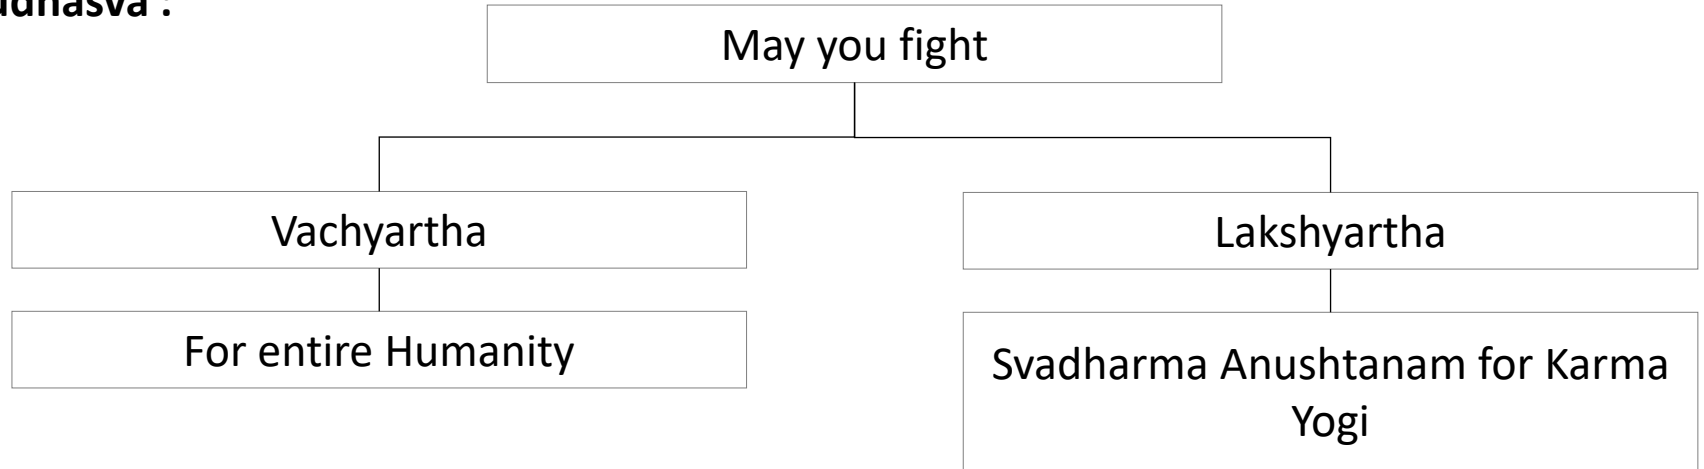 May you fight
Vachyartha
Lakshyartha
For entire Humanity
Svadharma Anushtanam for Karma
Yogi